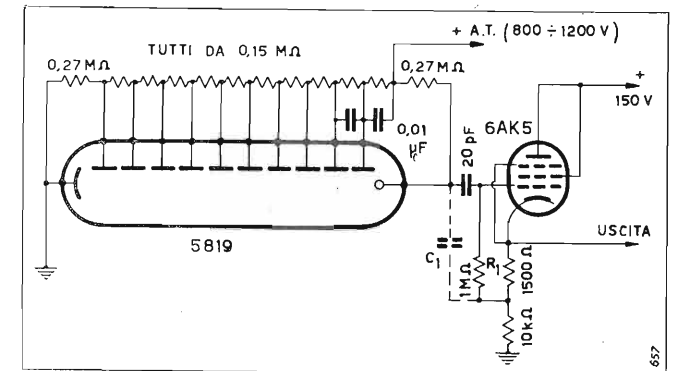 + A.T. (800 ÷ 1200 V)
TUTTI DA 0,15 MΩ
0,27 MΩ
0,27 MΩ
+
150 V
6AK5
0,01
µF
20 pF
5819
USCITA
C1
1MΩ
R1
1500 Ω
10kΩ
657